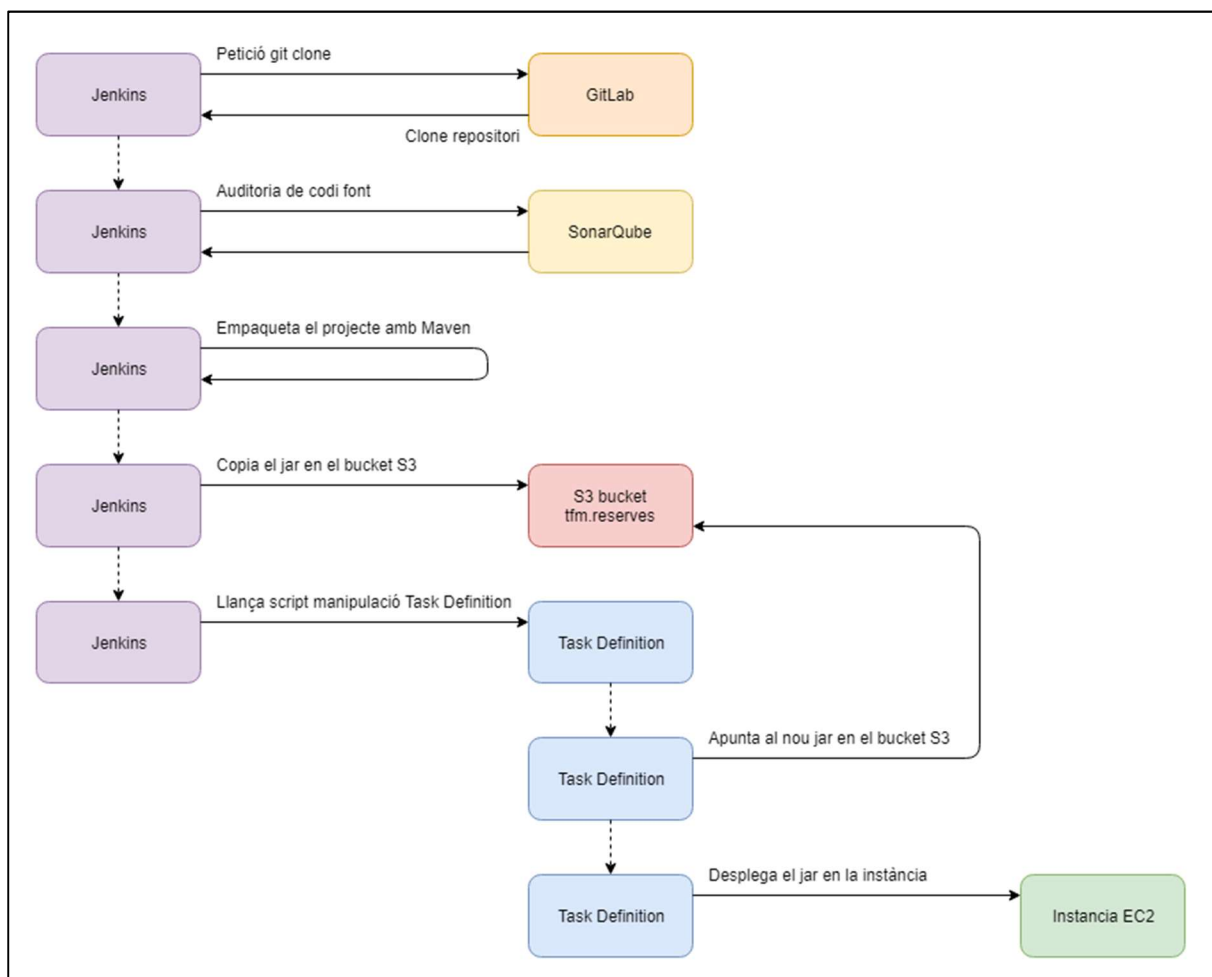 Petició git clone
Jenkins
GitLab
Clone repositori
Auditoria de codi font
Jenkins
SonarQube
Empaqueta el projecte amb Maven
Jenkins
Copia el jar en el bucket S3
Jenkins
S3 bucket
tfm.reserves
Llança script manipulació Task Definition
Jenkins
Task Definition
Apunta al nou jar en el bucket S3
Task Definition
Desplega el jar en la instància
Task Definition
Instancia EC2